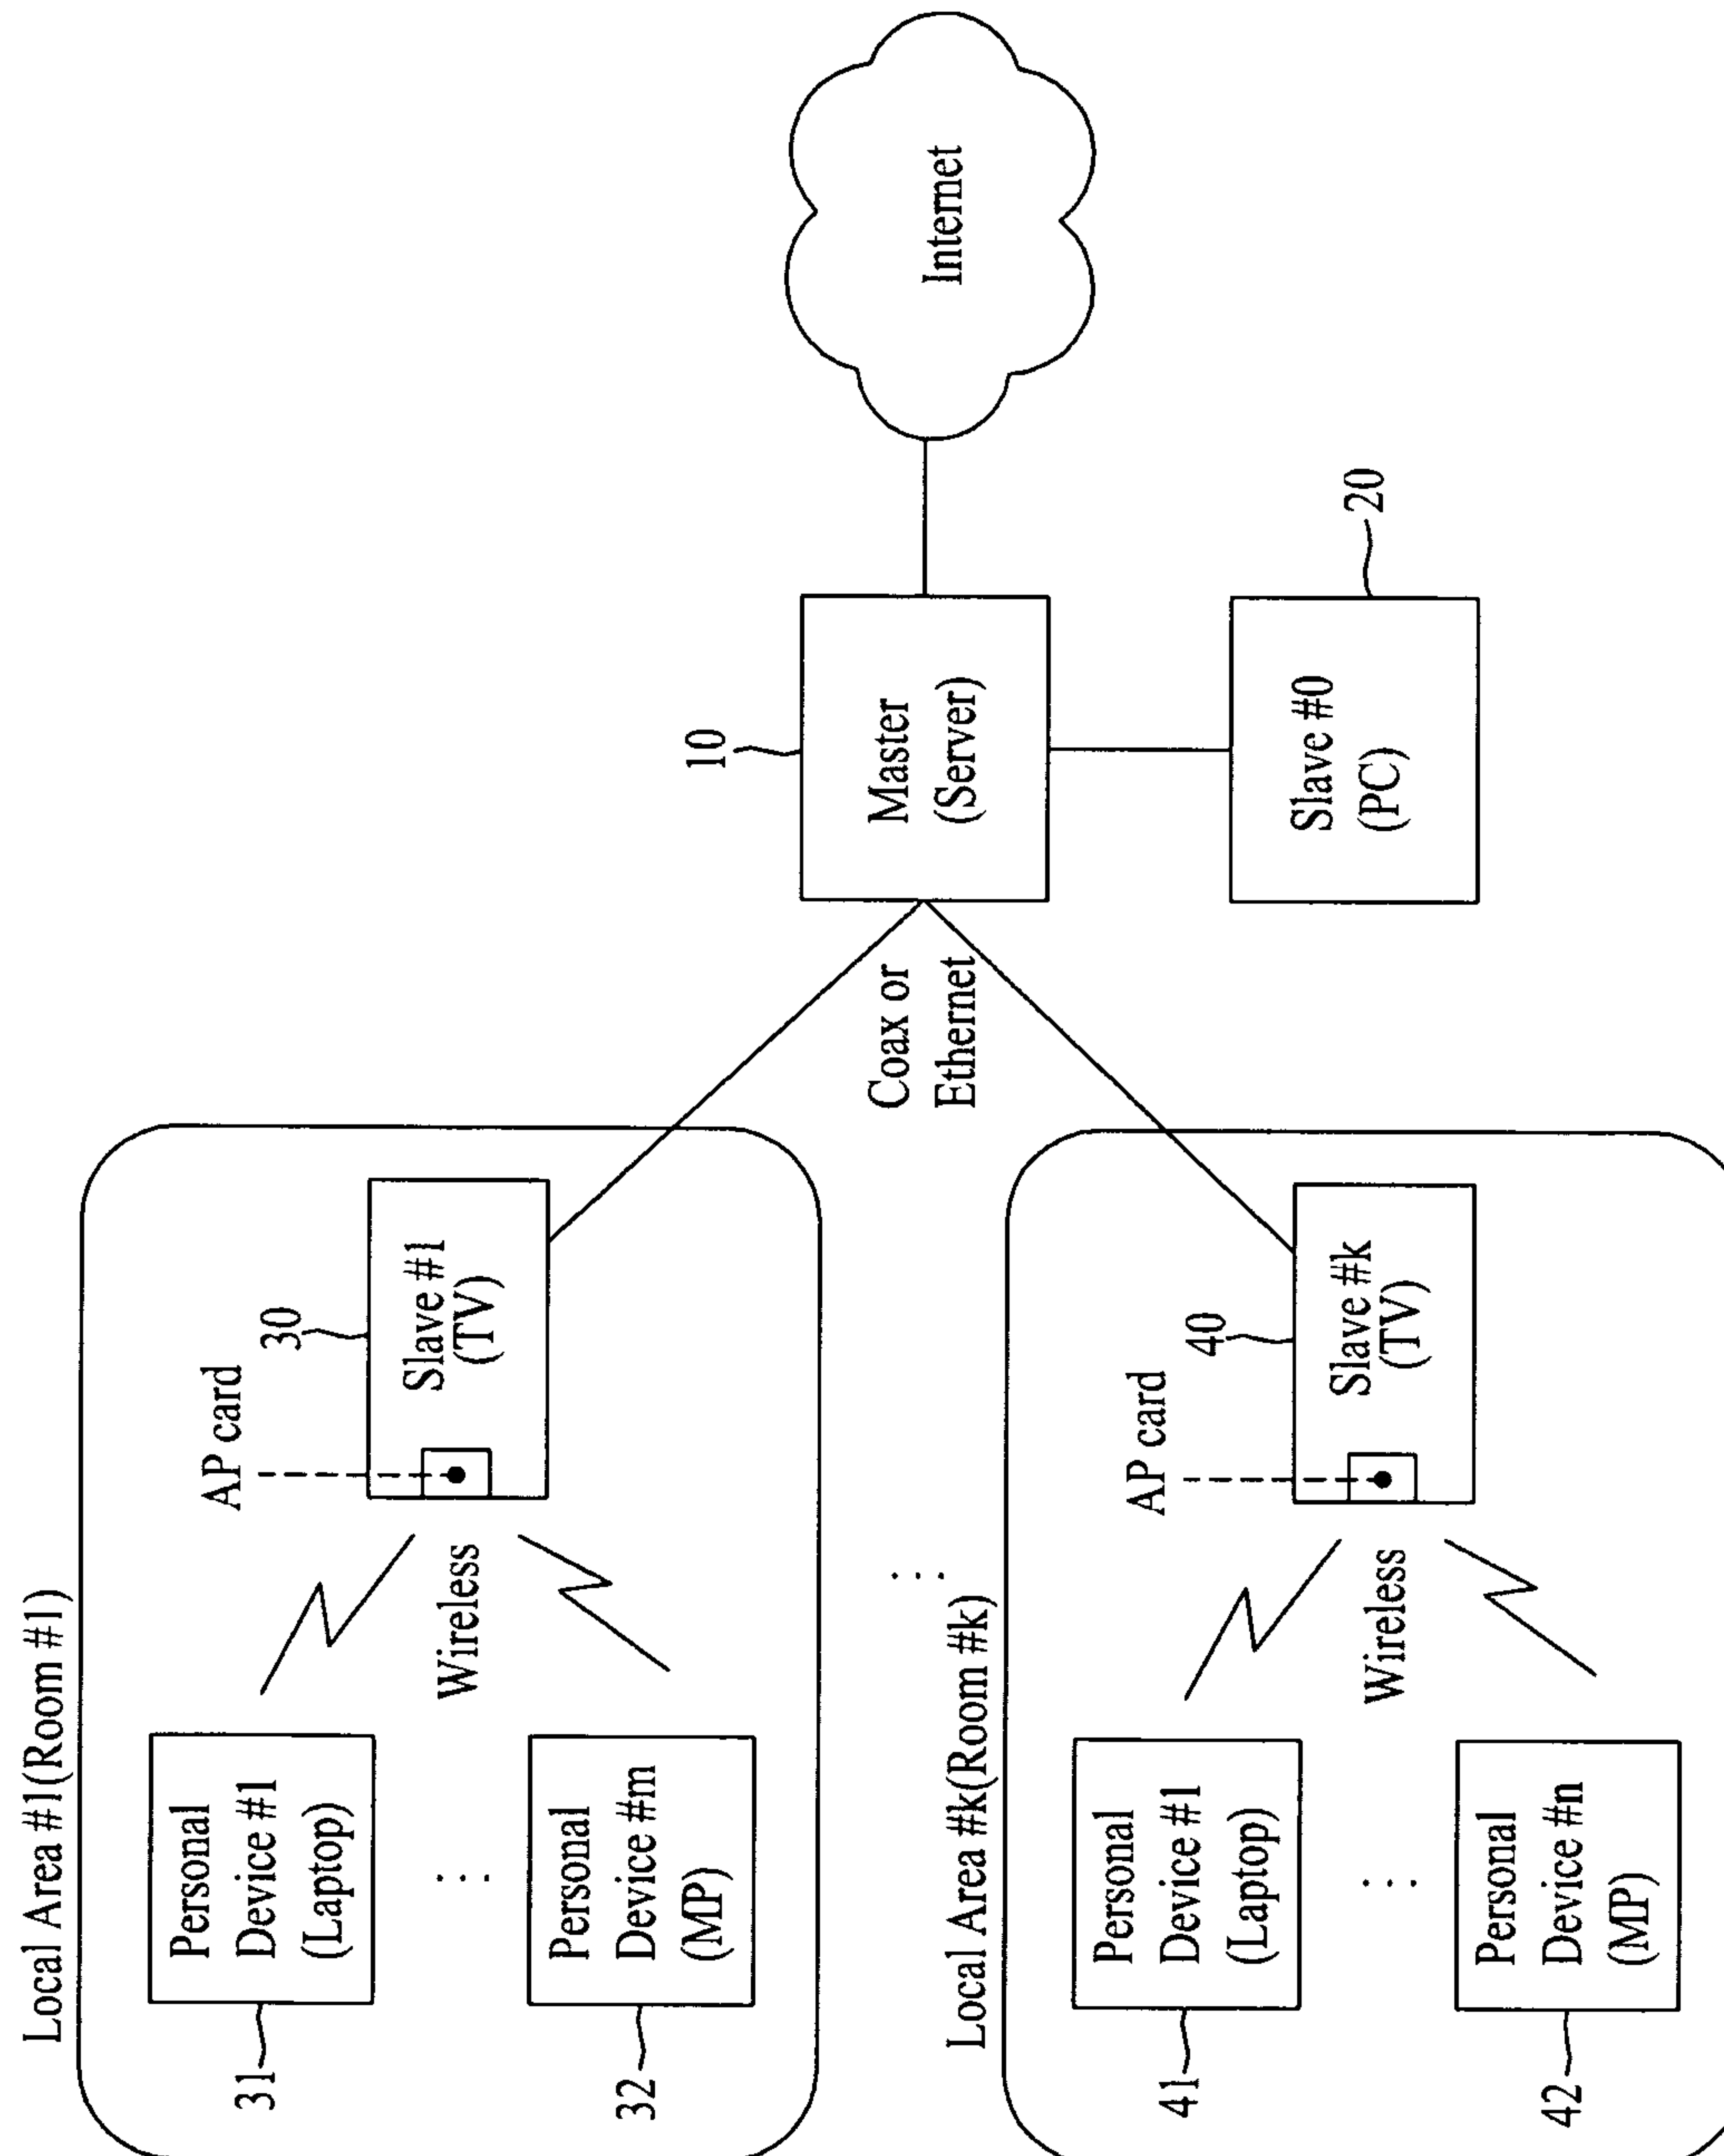 Local Area #1(Room #1)
31
Personal
Device #1
(Laptop)
⋮
32
Personal
Device #m
(MP)
Wireless
AP card
30
Slave #1
(TV)
⋮
Local Area #k(Room #k)
41
Personal
Device #1
(Laptop)
⋮
42
Personal
Device #n
(MP)
Wireless
AP card
40
Slave #k
(TV)
Coax or
Ethernet
10
Master
(Server)
Slave #0
(PC)
20
Internet